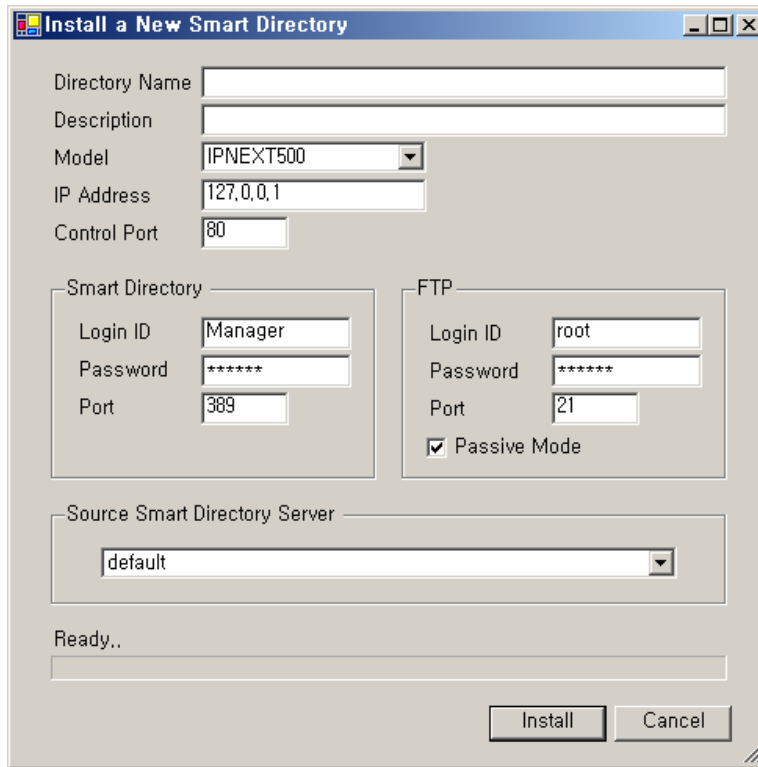 Install a New Smart Directory
Directory Name
Description
Model IPNEXT500
IP Address 127,0,0,1
Control Port 80
Smart Directory
Login ID Manager
Password ******
Port 389
FTP
Login ID root
Password ******
Port 21
Passive Mode
Source Smart Directory Server
default
Ready,,
Install Cancel